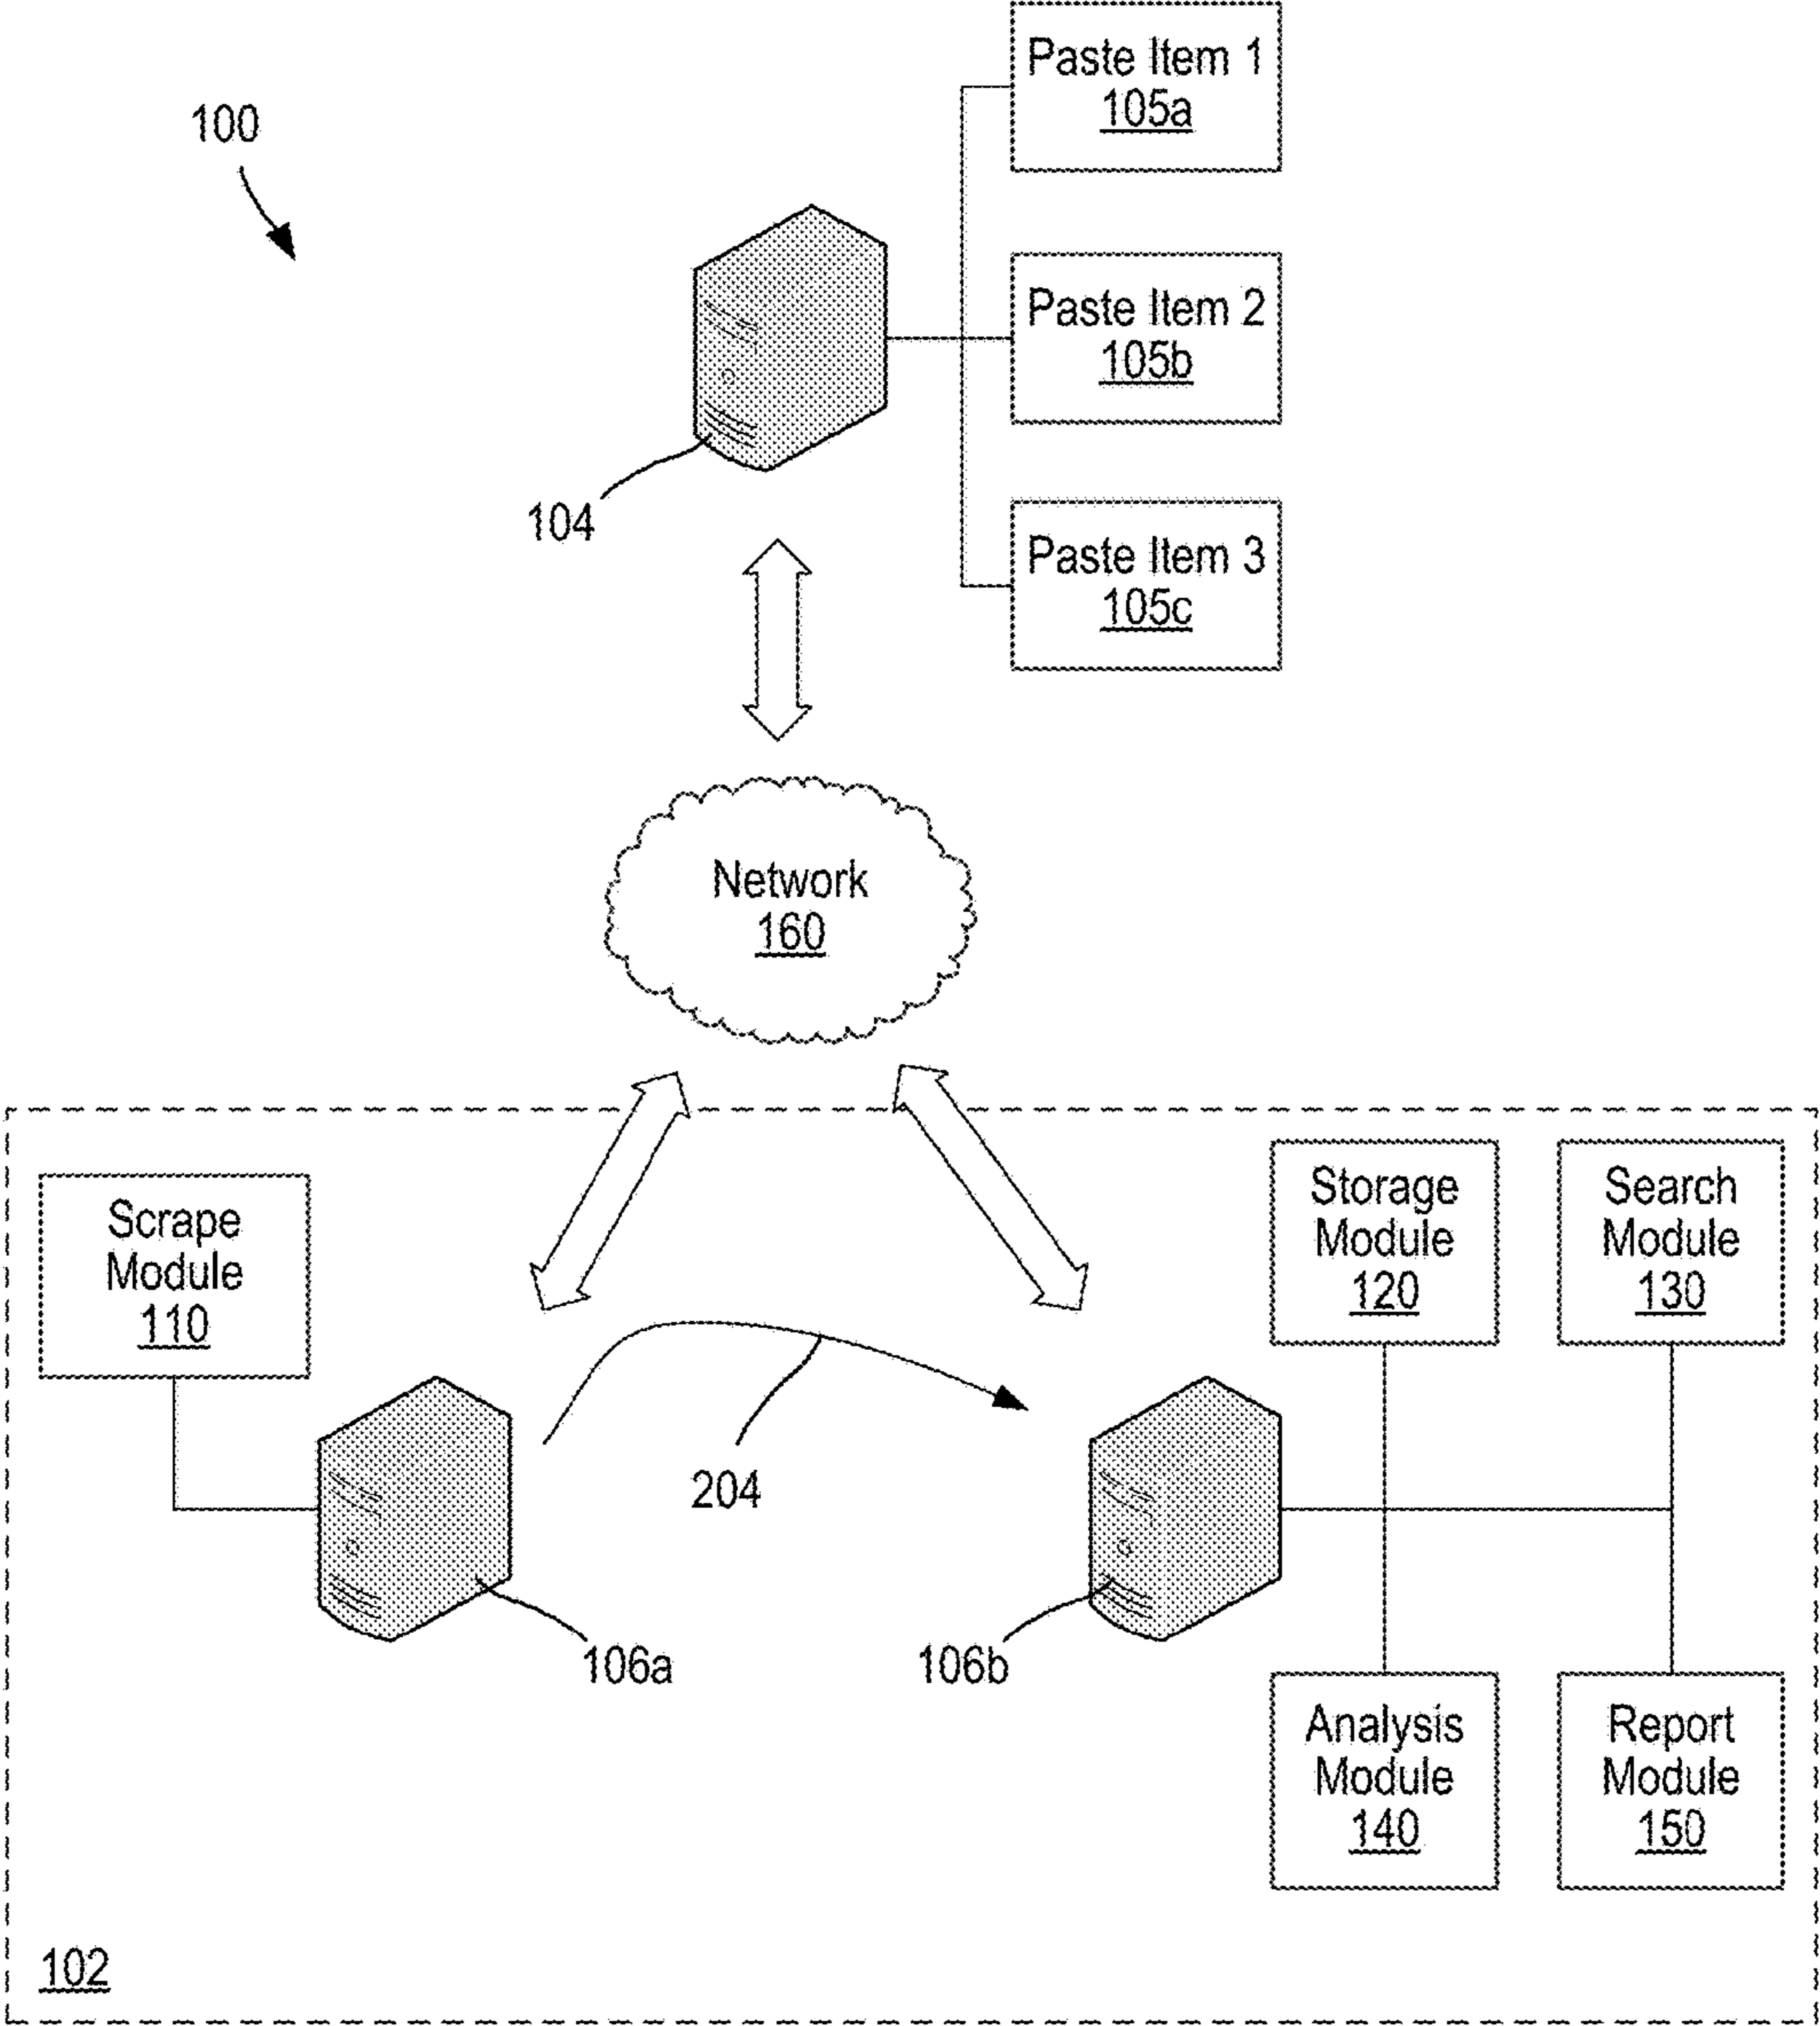 100
Paste Item 1
105a
Paste Item 2
105b
104
Paste Item 3
105c
Network
160
Scrape
Module
110
Storage
Module
120
Search
Module
130
204
106a
106b
Analysis
Module
140
Report
Module
150
102